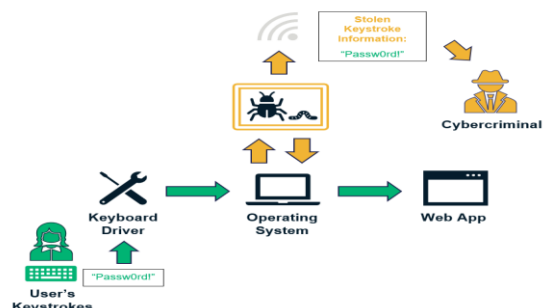 Stolen
Keystroke
Information:
"Passw0rd!"
Cybercriminal
Keyboard
Driver
Operating
System
Web App
"Passw0rd!"
User's
Keystrokes